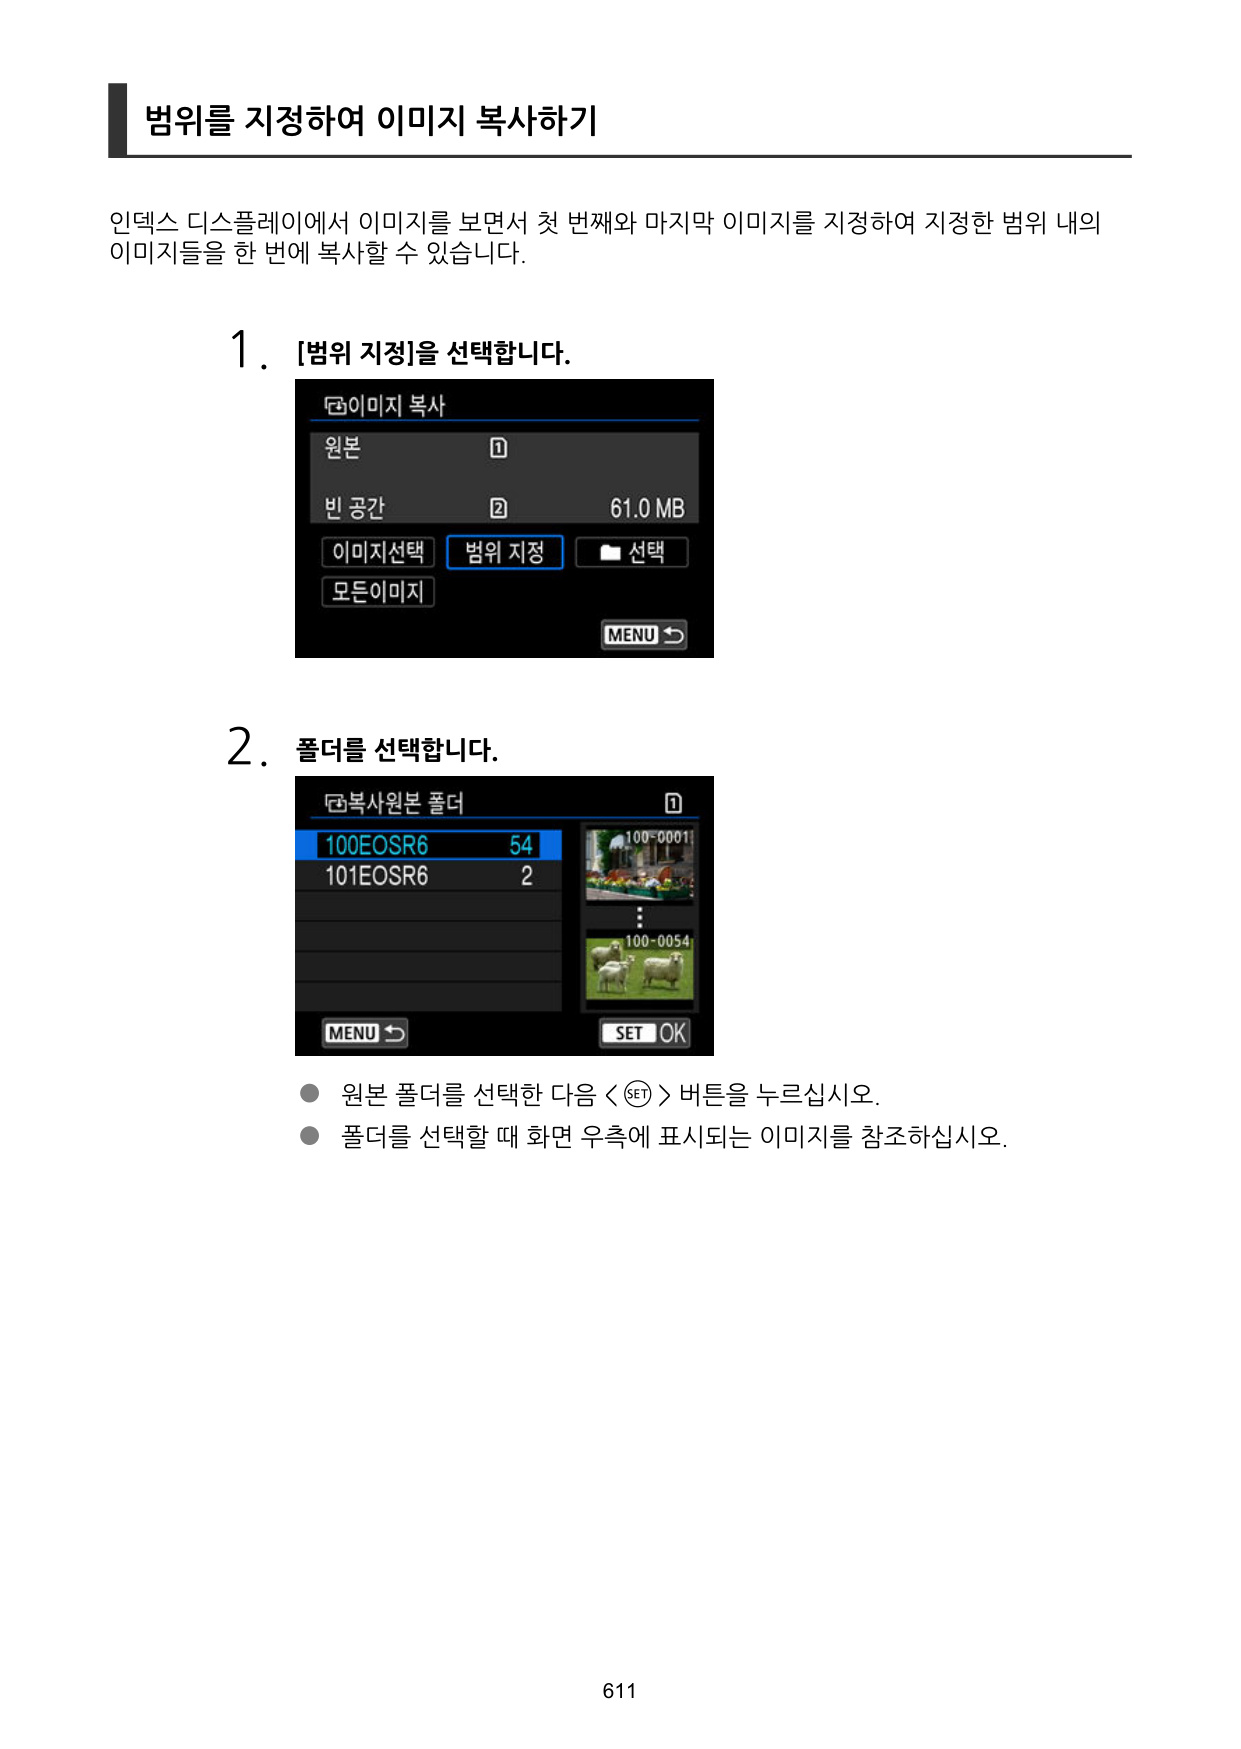 범위를 지정하여 이미지 복사하기
인덱스 디스플레이에서 이미지를 보면서 첫 번째와 마지막 이미지를 지정하여 지정한 범위 내의
이미지들을 한 번에 복사할 수 있습니다.
1. [범위 지정]을 선택합니다.
이미지 복사
원본 1
빈 공간 2 61.0 MB
이미지선택 범위 지정 선택
모든이미지
MENU
2. 폴더를 선택합니다.
복사원본 폴더 1
100EOSR6 54
101EOSR6 2
100-0001
100-0054
MENU SET OK
● 원본 폴더를 선택한 다음 < SET > 버튼을 누르십시오.
● 폴더를 선택할 때 화면 우측에 표시되는 이미지를 참조하십시오.
611